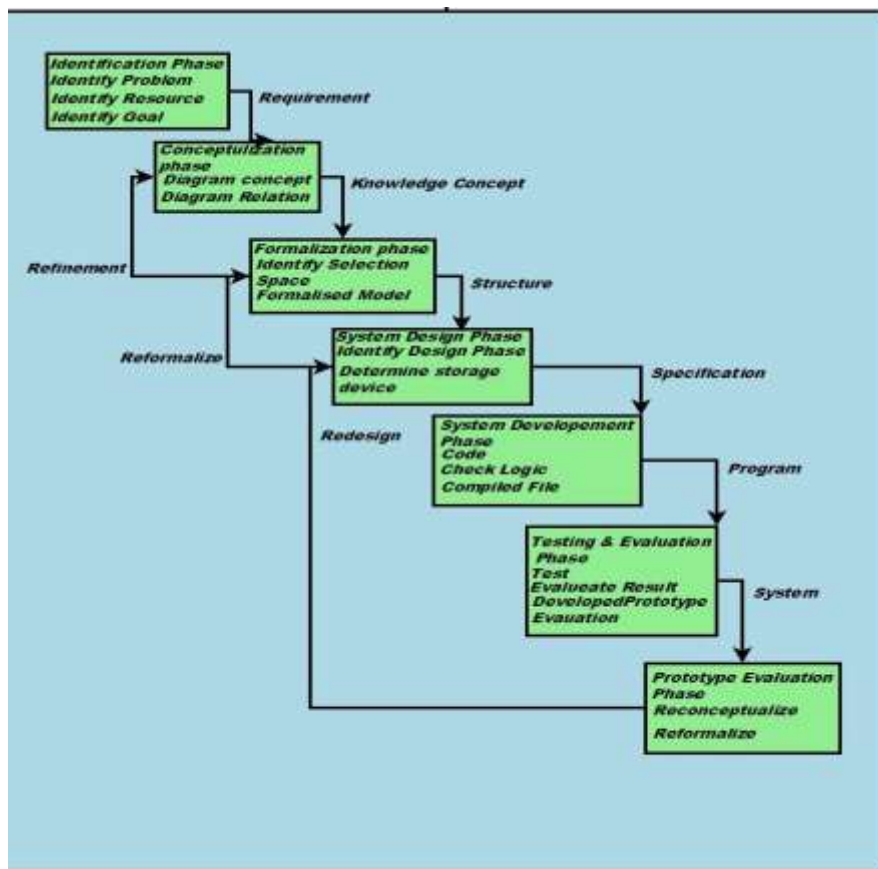 Identification Phase
Identify Problem
Identify Resource
Identify Goal
Requirement
Conceptulization
phase
Diagram concept
Diagram Relation
Knowledge Concept
Refinement
Formalization phase
Identify Selection
Space
Formalised Model
Structure
Reformalize
System Design Phase
Identify Design Phase
Determine storage
device
Specification
Redesign
System Developement
Phase
Code
Check Logic
Compiled File
Program
Testing & Evaluation
Phase
Test
Evalueate Result
DevelopedPrototype
Evauation
System
Prototype Evaluation
Phase
Reconceptualize
Reformalize